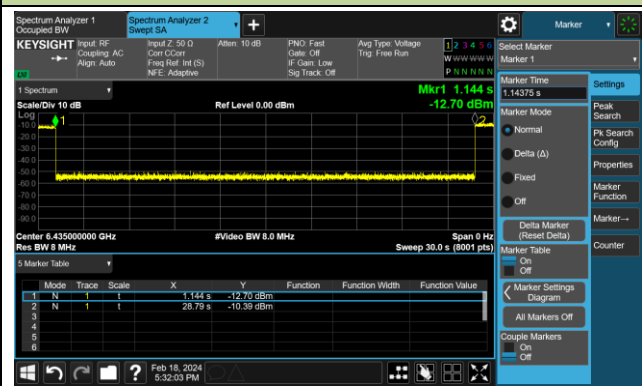 Spectrum Analyzer 1
Occupied BW
Spectrum Analyzer 2
Swept SA
Marker
KEYSIGHT
Input: RF
Coupling: AC
Align: Auto
Input Z: 50 Ω
Corr CCorr
Freq Ref: Int (S)
NFE: Adaptive
Atten: 10 dB
PNO: Fast
Gate: Off
IF Gain: Low
Sig Track: Off
Avg Type: Voltage
Trig: Free Run
1 2 3 4 5 6
W W W W W W
P N N N N N
Select Marker
Marker 1
1 Spectrum
Scale/Div 10 dB
Ref Level 0.00 dBm
Mkr1 1.144 s
-12.70 dBm
Log
-10.0
-20.0
-30.0
-40.0
-50.0
-60.0
-70.0
-80.0
-90.0
1
2
Center 6.435000000 GHz
Res BW 8 MHz
#Video BW 8.0 MHz
Span 0 Hz
Sweep 30.0 s (8001 pts)
5 Marker Table
Mode Trace Scale X Y Function Function Width Function Value
1 N 1 t 1.144 s -12.70 dBm
2 N 1 t 28.79 s -10.39 dBm
3
4
5
6
Marker Time
1.14375 s
Marker Mode
Normal
Delta (Δ)
Fixed
Off
Delta Marker
(Reset Delta)
Marker Table
On
Off
Marker Settings
Diagram
All Markers Off
Couple Markers
On
Off
Settings
Peak
Search
Pk Search
Config
Properties
Marker
Function
Marker→
Counter
Feb 18, 2024
5:32:03 PM